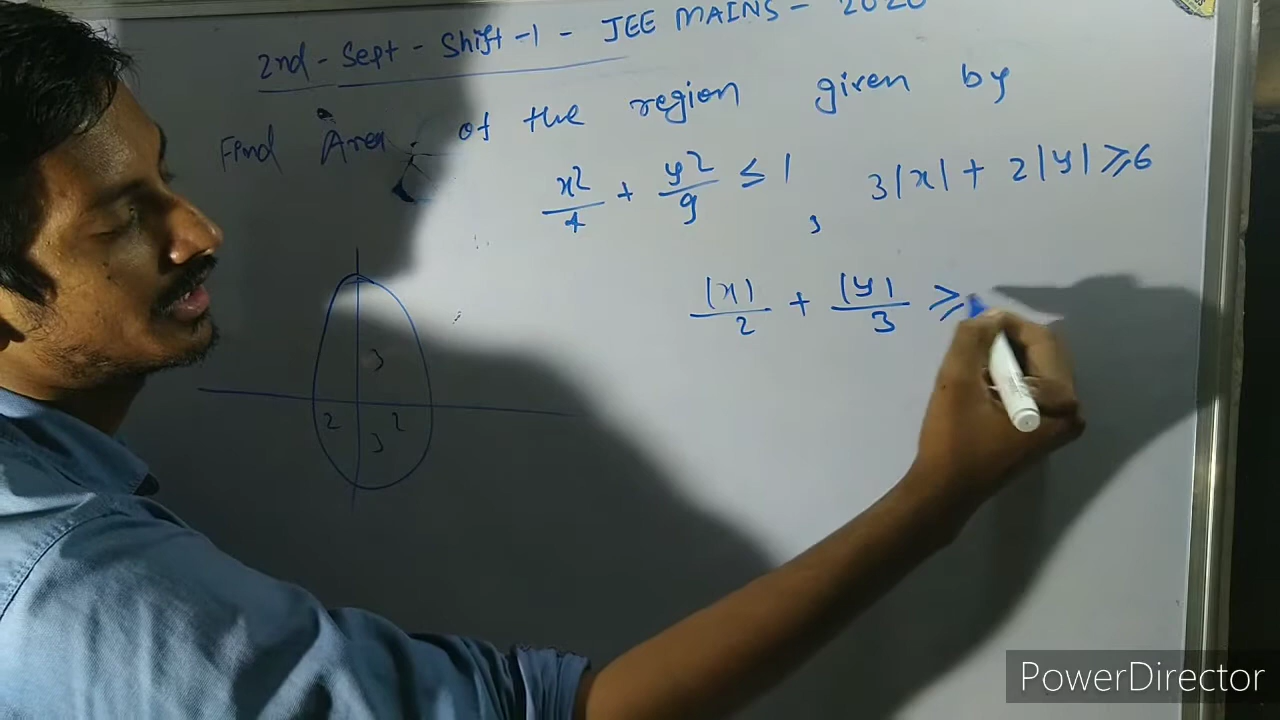 2nd - Sept - Shift - 1 - JEE MAINS - 2020
Find Area of the region given by
x²/4 + y²/9 ≤ 1 , 3|x| + 2|y| ≥ 6
|x|/2 + |y|/3 ≥
3
2 2
3
PowerDirector